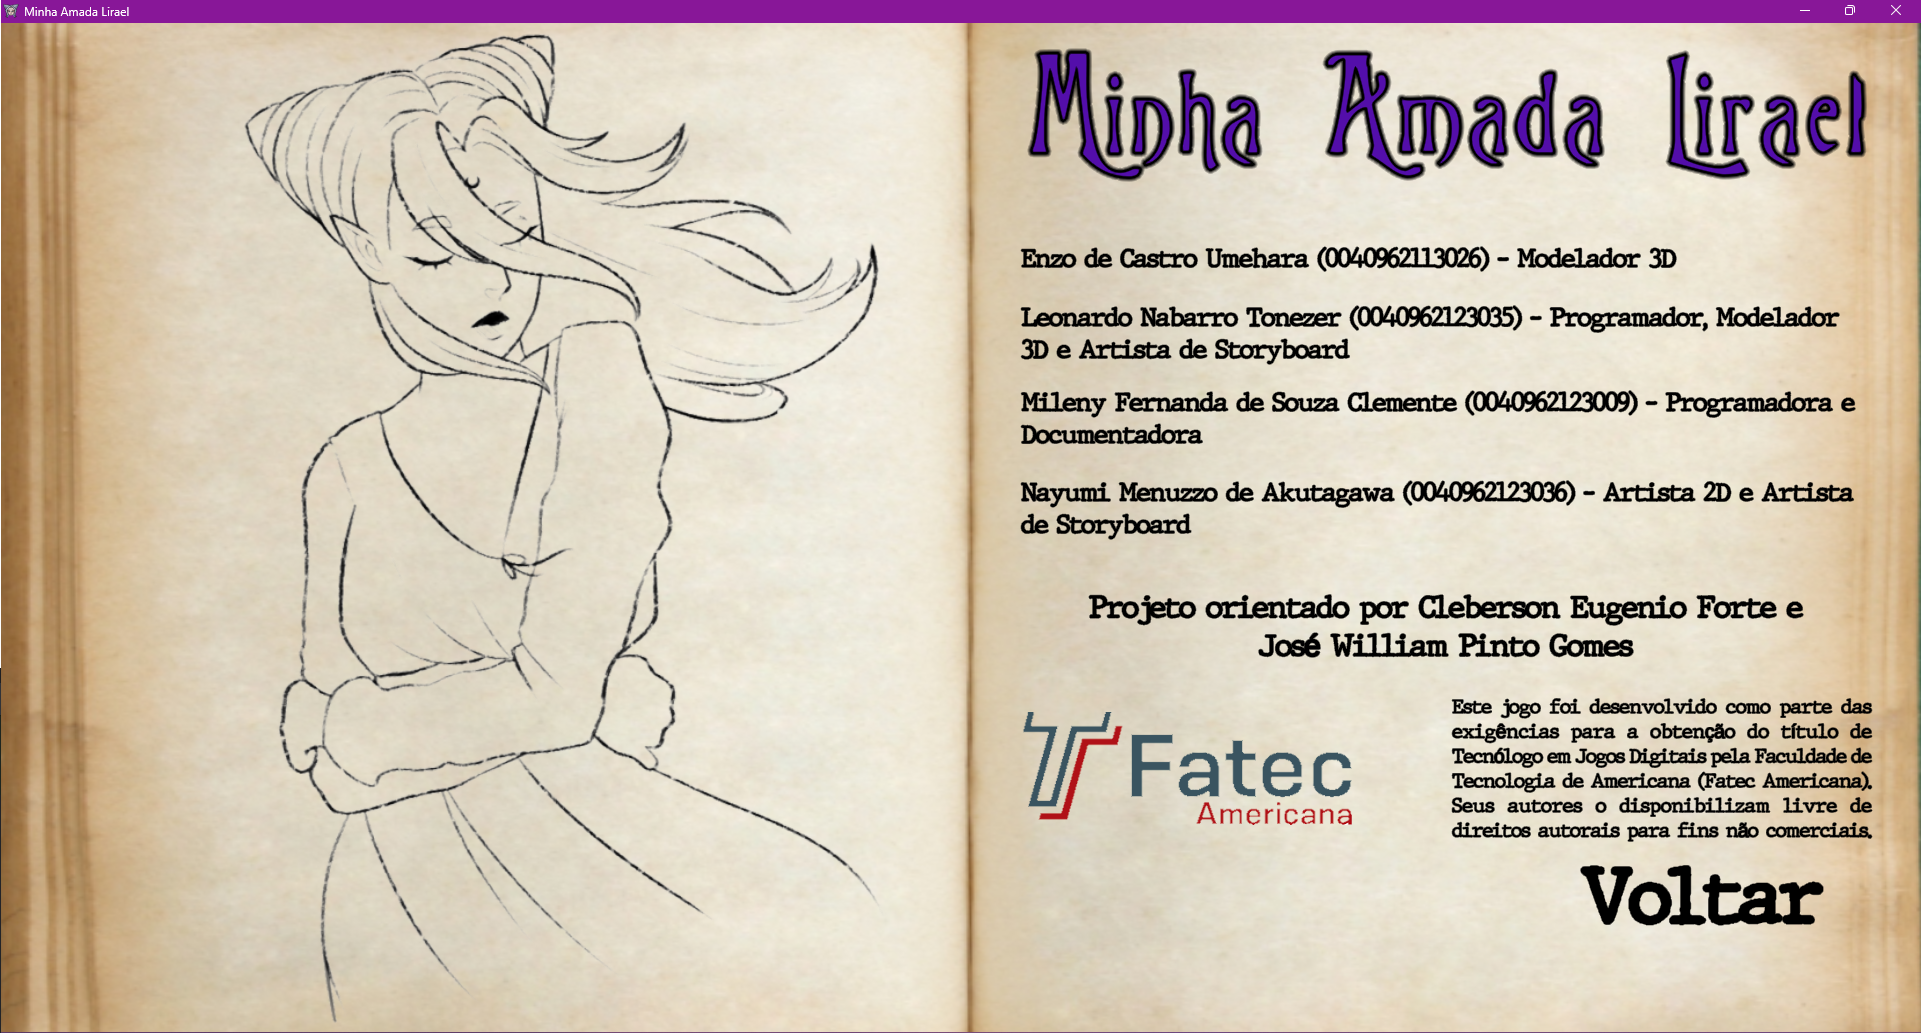 Minha Amada Lirael
Minha Amada Lirael
Enzo de Castro Umehara (0040962113026) - Modelador 3D
Leonardo Nabarro Tonezer (0040962123035) - Programador, Modelador
3D e Artista de Storyboard
Mileny Fernanda de Souza Clemente (0040962123009) - Programadora e
Documentadora
Nayumi Menuzzo de Akutagawa (0040962123036) - Artista 2D e Artista
de Storyboard
Projeto orientado por Cleberson Eugenio Forte e
José William Pinto Gomes
Fatec
Americana
Este jogo foi desenvolvido como parte das
exigências para a obtenção do título de
Tecnólogo em Jogos Digitais pela Faculdade de
Tecnologia de Americana (Fatec Americana).
Seus autores o disponibilizam livre de
direitos autorais para fins não comerciais.
Voltar